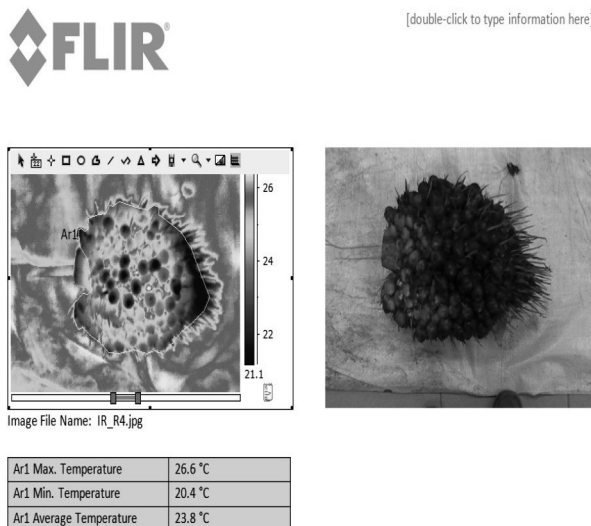 FLIR®
[double-click to type information here]
Ar1
26
24
22
21.1
Image File Name: IR_R4.jpg
Ar1 Max. Temperature 26.6 °C
Ar1 Min. Temperature 20.4 °C
Ar1 Average Temperature 23.8 °C